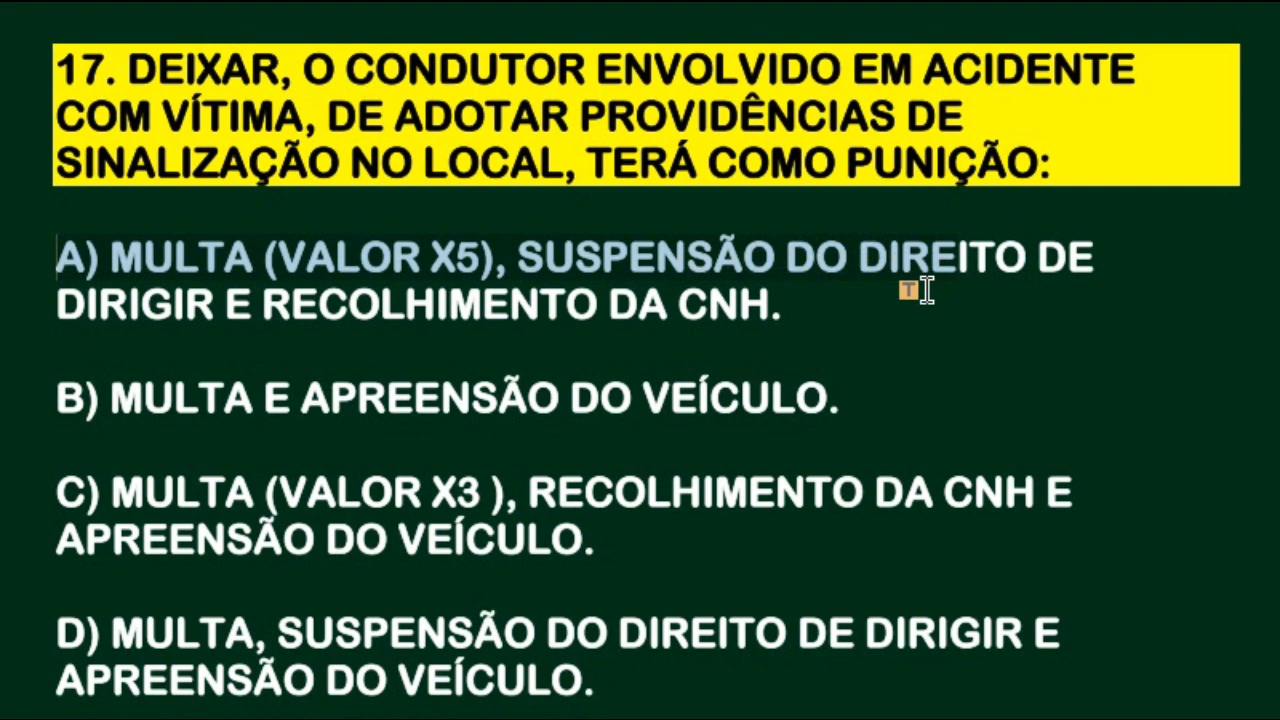 17. DEIXAR, O CONDUTOR ENVOLVIDO EM ACIDENTE
COM VÍTIMA, DE ADOTAR PROVIDÊNCIAS DE
SINALIZAÇÃO NO LOCAL, TERÁ COMO PUNIÇÃO:
A) MULTA (VALOR X5), SUSPENSÃO DO DIREITO DE
DIRIGIR E RECOLHIMENTO DA CNH.
T
B) MULTA E APREENSÃO DO VEÍCULO.
C) MULTA (VALOR X3 ), RECOLHIMENTO DA CNH E
APREENSÃO DO VEÍCULO.
D) MULTA, SUSPENSÃO DO DIREITO DE DIRIGIR E
APREENSÃO DO VEÍCULO.